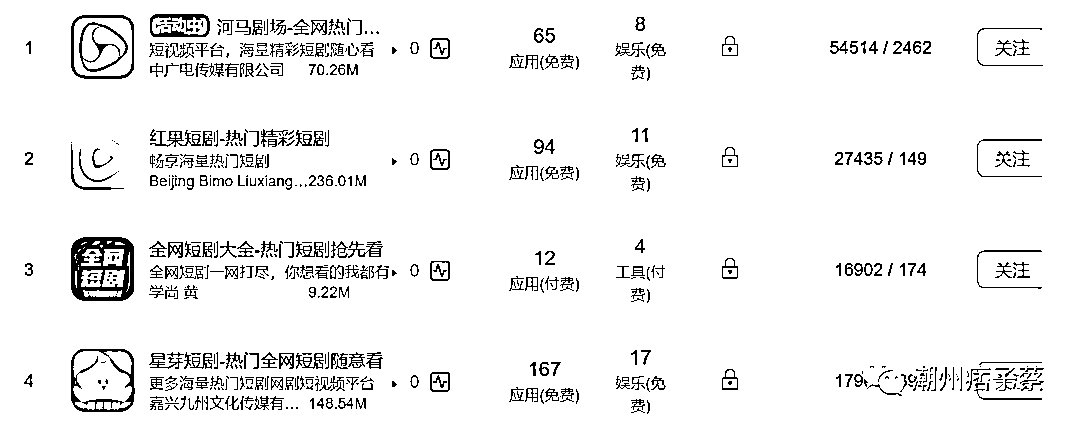 1
活动中 河马剧场-全网热门...
短视频平台，海量精彩短剧随心看
中广电传媒有限公司 70.26M
0
65
应用(免费)
8
娱乐(免
费)
54514 / 2462
关注
2
红果短剧-热门精彩短剧
畅享海量热门短剧
Beijing Bimo Liuxiang...236.01M
0
94
应用(免费)
11
娱乐(免
费)
27435 / 149
关注
3
全网
短剧
全网短剧大全-热门短剧抢先看
全网短剧一网打尽，你想看的我都有
学尚 黄 9.22M
0
12
应用(付费)
4
工具(付
费)
16902 / 174
关注
4
星芽短剧-热门全网短剧随意看
更多海量热门短剧网剧短视频平台
嘉兴九州文化传媒有... 148.54M
0
167
应用(免费)
17
娱乐(免
费)
潮州痞子蔡